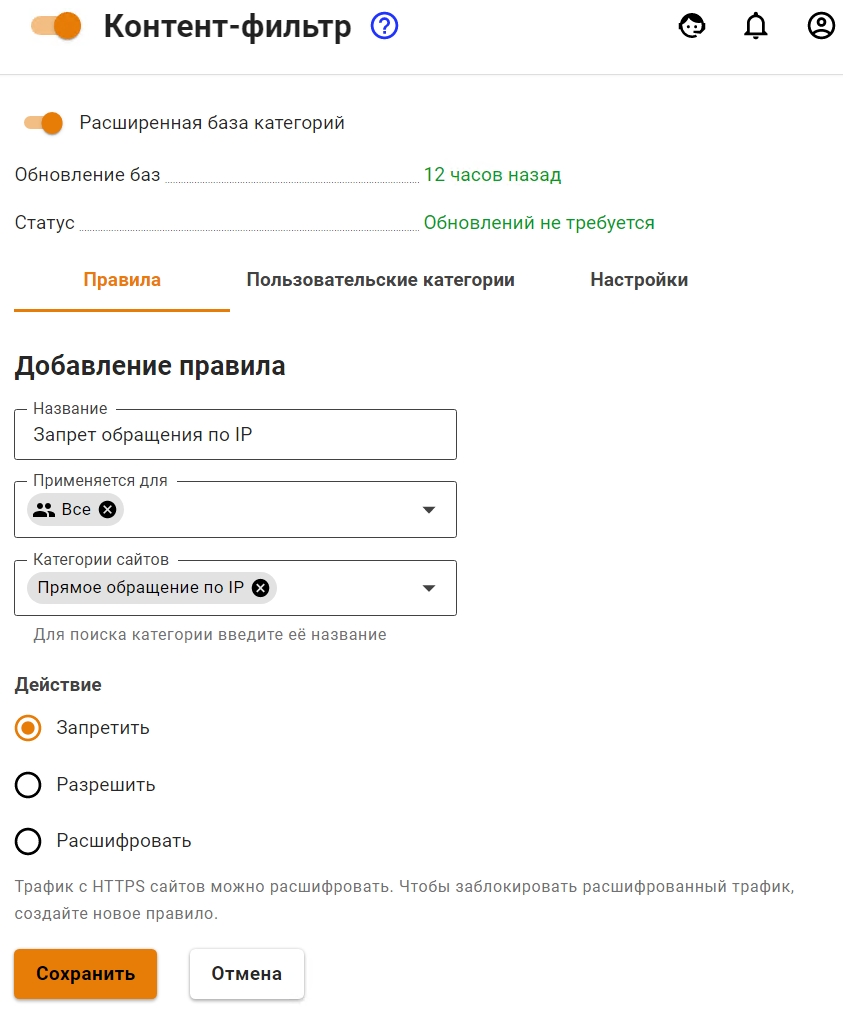 Контент-фильтр
Расширенная база категорий
Обновление баз 12 часов назад
Статус Обновлений не требуется
Правила Пользовательские категории Настройки
Добавление правила
Название
Запрет обращения по IP
Применяется для
Все
Категории сайтов
Прямое обращение по IP
Для поиска категории введите её название
Действие
Запретить
Разрешить
Расшифровать
Трафик с HTTPS сайтов можно расшифровать. Чтобы заблокировать расшифрованный трафик,
создайте новое правило.
Сохранить Отмена